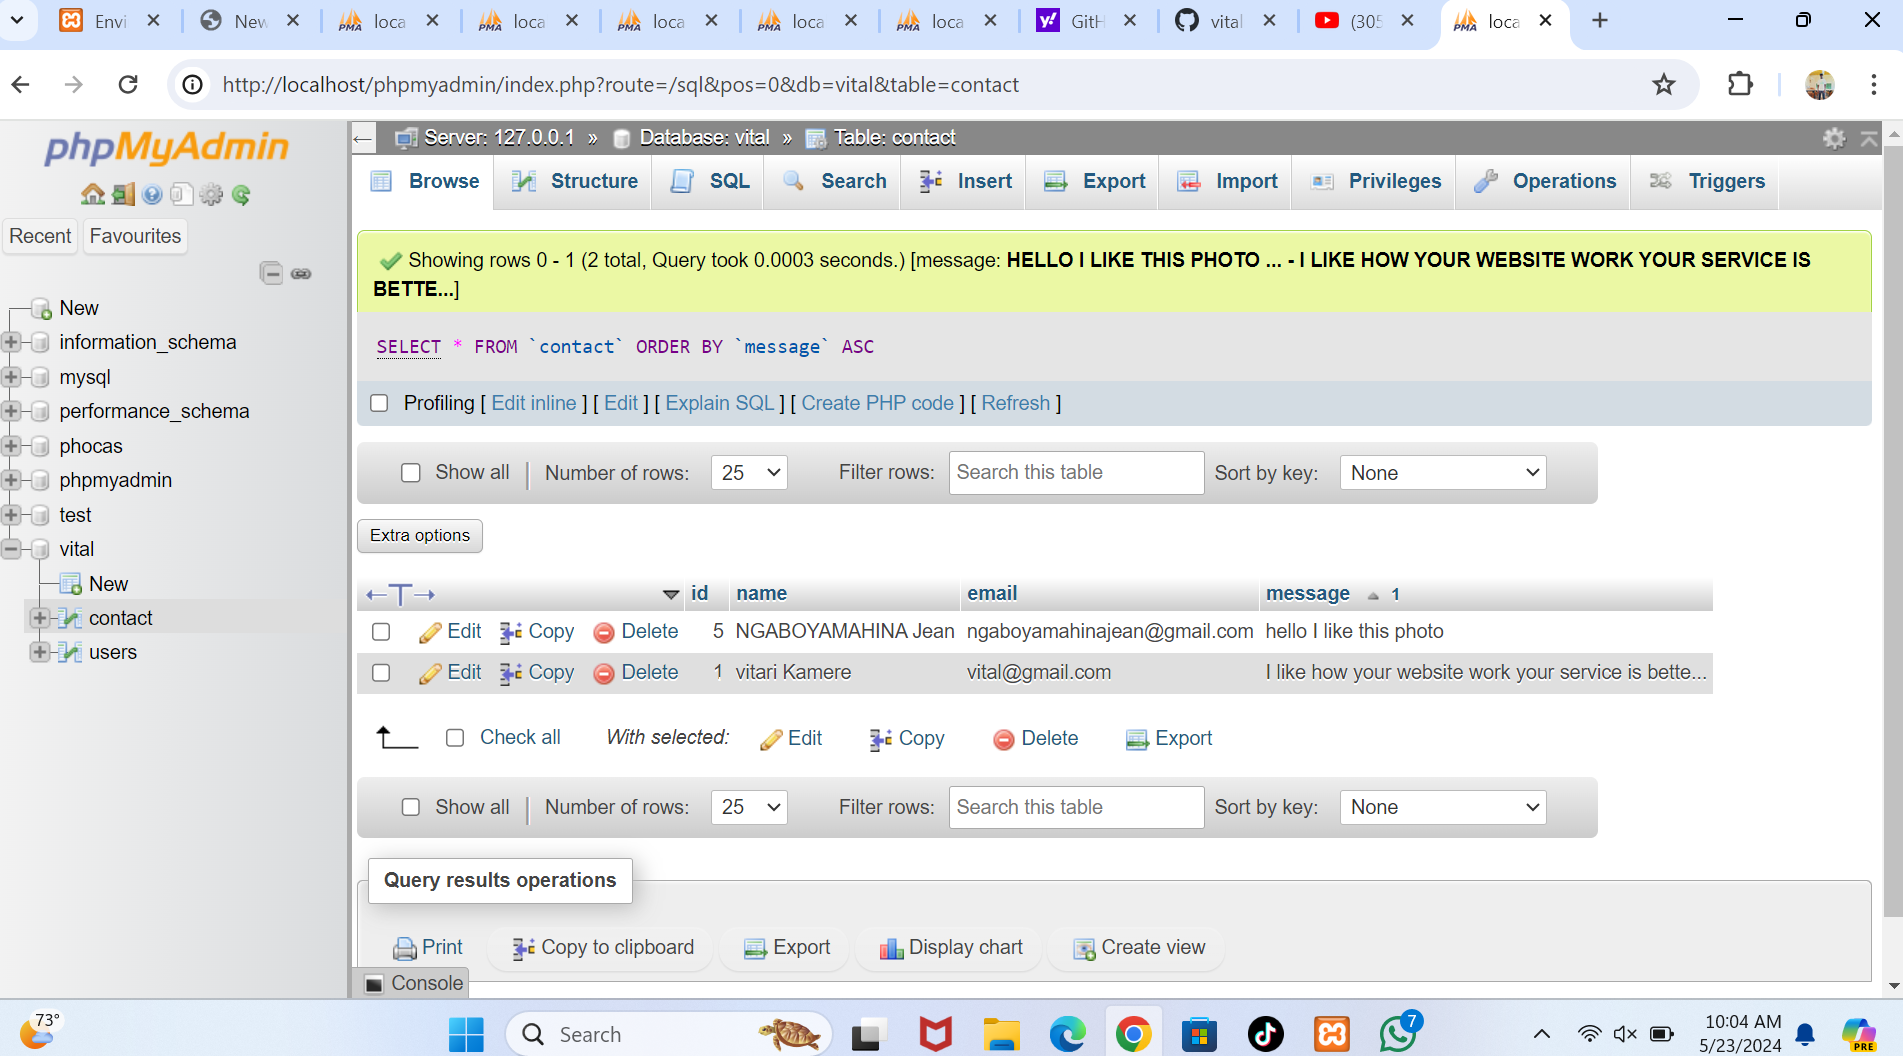 Envi
New
loca
loca
loca
loca
loca
GitH
vital
(305
loca
http://localhost/phpmyadmin/index.php?route=/sql&pos=0&db=vital&table=contact
phpMyAdmin
Recent Favourites
New
information_schema
mysql
performance_schema
phocas
phpmyadmin
test
vital
New
contact
users
Server: 127.0.0.1 » Database: vital » Table: contact
Browse Structure SQL Search Insert Export Import Privileges Operations Triggers
Showing rows 0 - 1 (2 total, Query took 0.0003 seconds.) [message: HELLO I LIKE THIS PHOTO ... - I LIKE HOW YOUR WEBSITE WORK YOUR SERVICE IS
BETTE...]
SELECT * FROM `contact` ORDER BY `message` ASC
Profiling [ Edit inline ] [ Edit ] [ Explain SQL ] [ Create PHP code ] [ Refresh ]
Show all Number of rows: 25 Filter rows: Search this table Sort by key: None
Extra options
id name email message 1
Edit Copy Delete 5 NGABOYAMAHINA Jean ngaboyamahinajean@gmail.com hello I like this photo
Edit Copy Delete 1 vitari Kamere vital@gmail.com I like how your website work your service is bette...
Check all With selected: Edit Copy Delete Export
Show all Number of rows: 25 Filter rows: Search this table Sort by key: None
Query results operations
Print Copy to clipboard Export Display chart Create view
Console
73°
Search
7
10:04 AM
5/23/2024
PRE